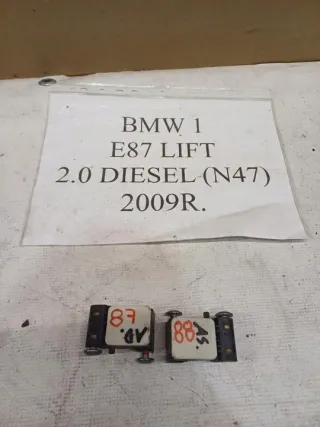 BMW 1
E87 LIFT
2.0 DIESEL (N47)
2009R.
87
88